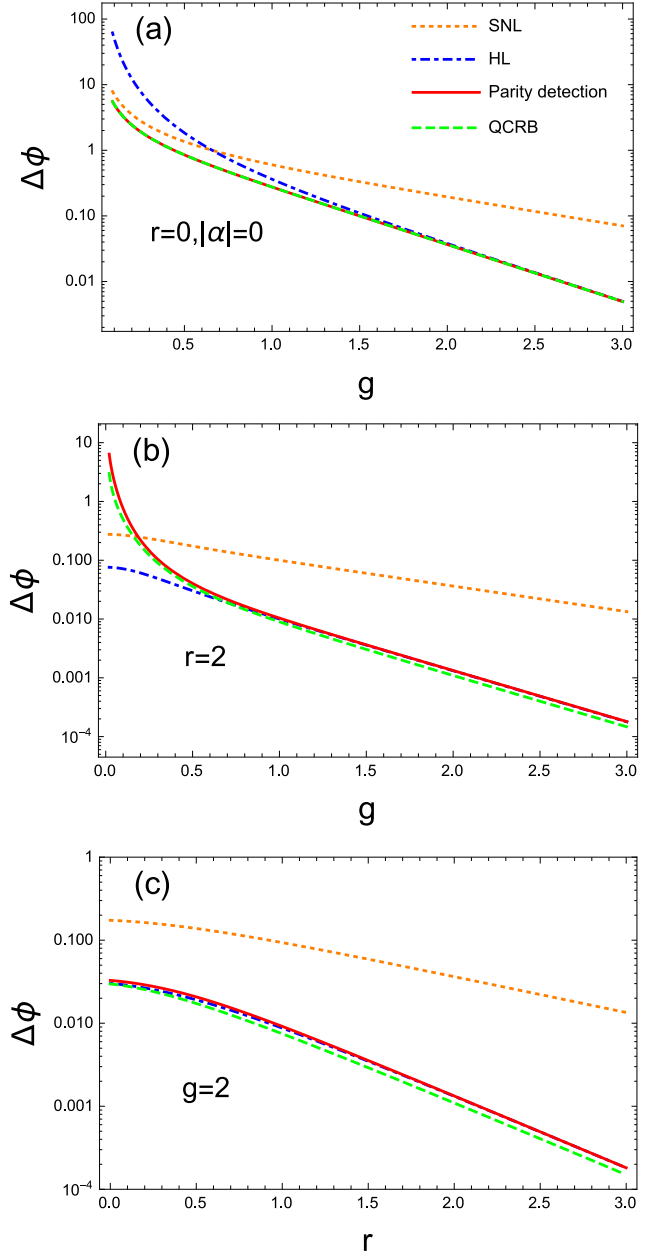 (a)
SNL
HL
Parity detection
QCRB
100
10
1
0.10
0.01
Δϕ
r=0,|α|=0
0.5 1.0 1.5 2.0 2.5 3.0
g
(b)
10
1
0.100
0.010
0.001
10⁻⁴
Δϕ
r=2
0.0 0.5 1.0 1.5 2.0 2.5 3.0
g
(c)
1
0.100
0.010
0.001
10⁻⁴
Δϕ
g=2
0.0 0.5 1.0 1.5 2.0 2.5 3.0
r